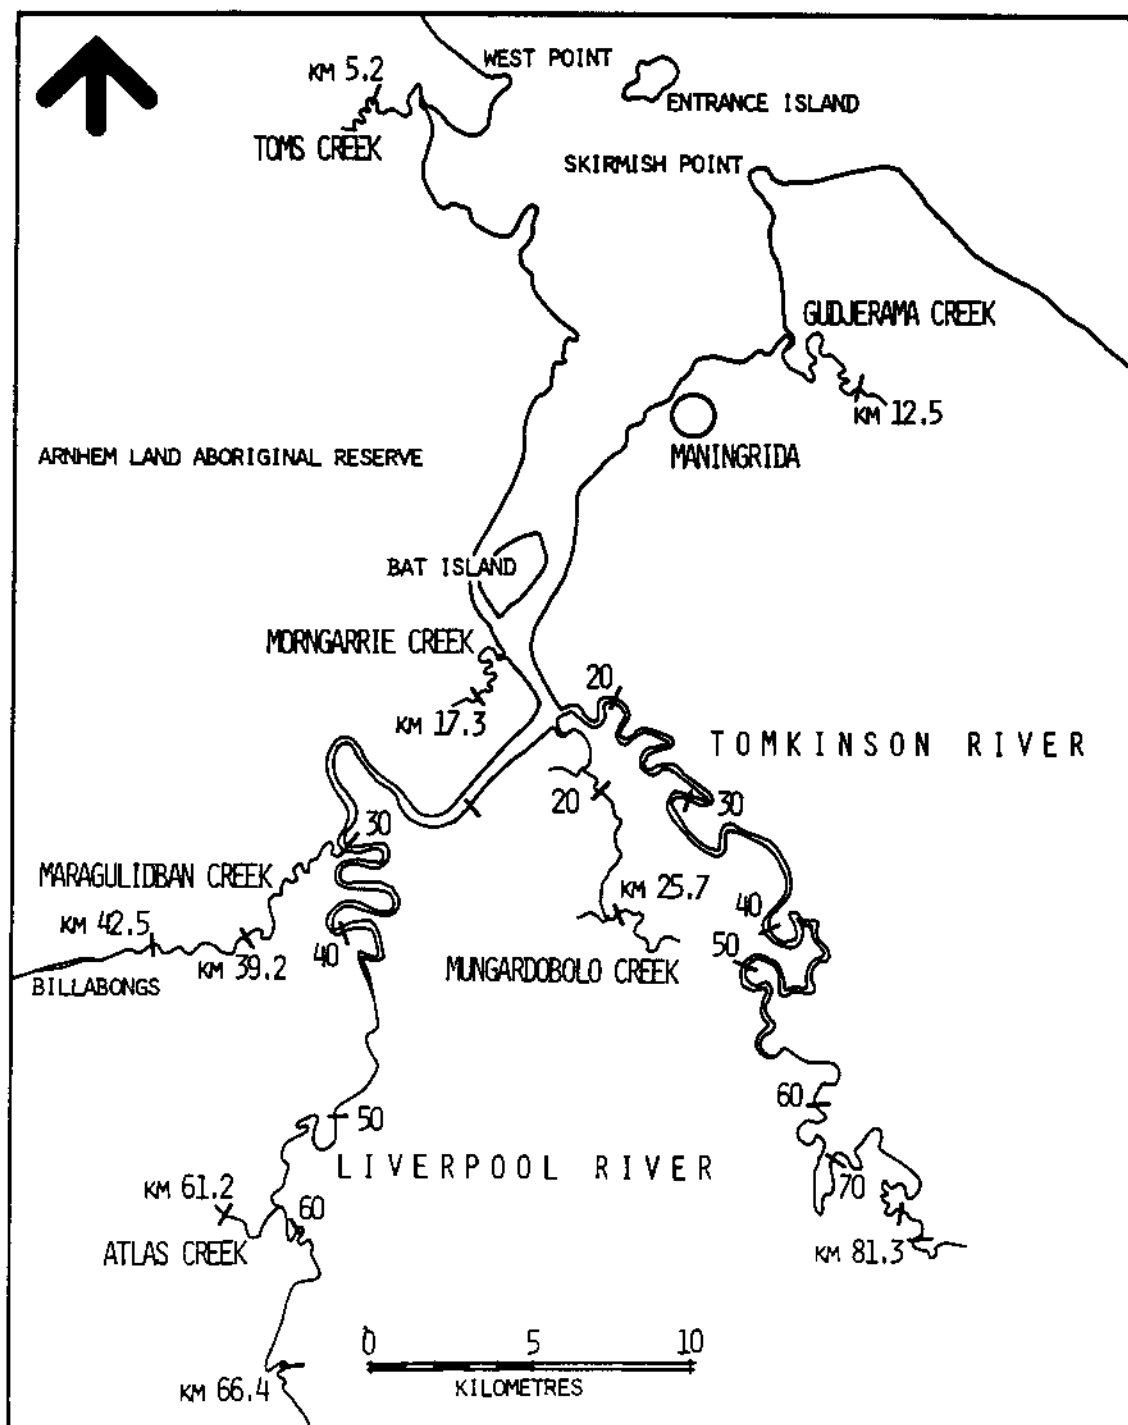 WEST POINT
KM 5.2
ENTRANCE ISLAND
TOMS CREEK
SKIRMISH POINT
GUDJERAMA CREEK
KM 12.5
ARNHEM LAND ABORIGINAL RESERVE
MANINGRIDA
BAT ISLAND
MORNGARRIE CREEK
20
KM 17.3
TOMKINSON RIVER
20
30
30
MARAGULIDBAN CREEK
KM 25.7
40
KM 42.5
40
50
KM 39.2
MUNGARDOBOLO CREEK
BILLABONGS
60
50
LIVERPOOL RIVER
70
KM 61.2
60
ATLAS CREEK
KM 81.3
0 5 10
KILOMETRES
KM 66.4